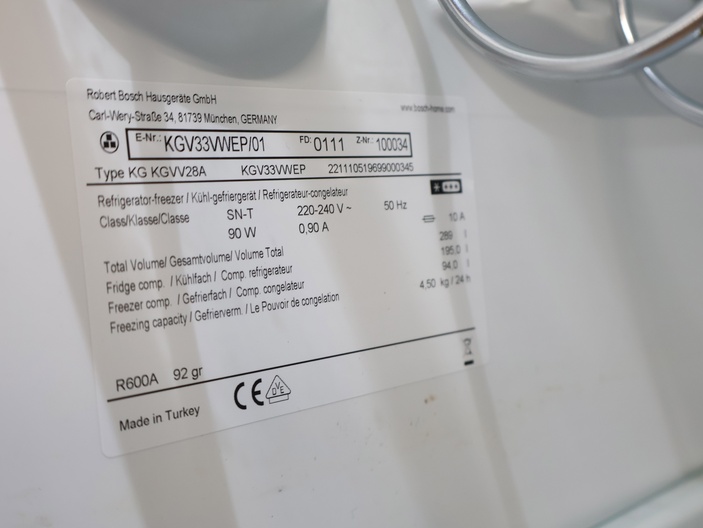 Robert Bosch Hausgeräte GmbH
www.bosch-home.com
Carl-Wery-Straße 34, 81739 München, GERMANY
E-Nr.: KGV33VWEP/01 FD: 0111 Z-Nr.: 100034
Type KG KGVV28A KGV33VWEP 221110519699000345
Refrigerator-freezer / Kühl-gefriergerät / Refrigerateur-congelateur
Class/Klasse/Classe SN-T 220-240 V ~ 50 Hz 10 A
90 W 0,90 A
Total Volume/ Gesamtvolume/ Volume Total 289 l
Fridge comp. / Kühlfach / Comp. refrigerateur 195,0 l
Freezer comp. / Gefrierfach / Comp. congelateur 94,0 l
Freezing capacity / Gefrierverm. / Le Pouvoir de congelation 4,50 kg / 24 h
R600A 92 gr
CE DVE
Made in Turkey